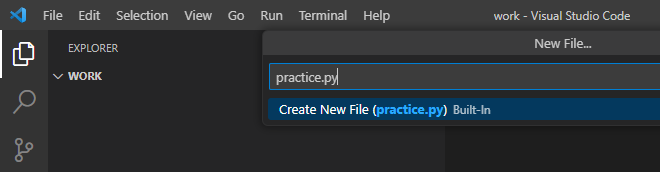 File Edit Selection View Go Run Terminal Help work - Visual Studio Code
EXPLORER
New File...
WORK
practice.py
Create New File (practice.py) Built-In